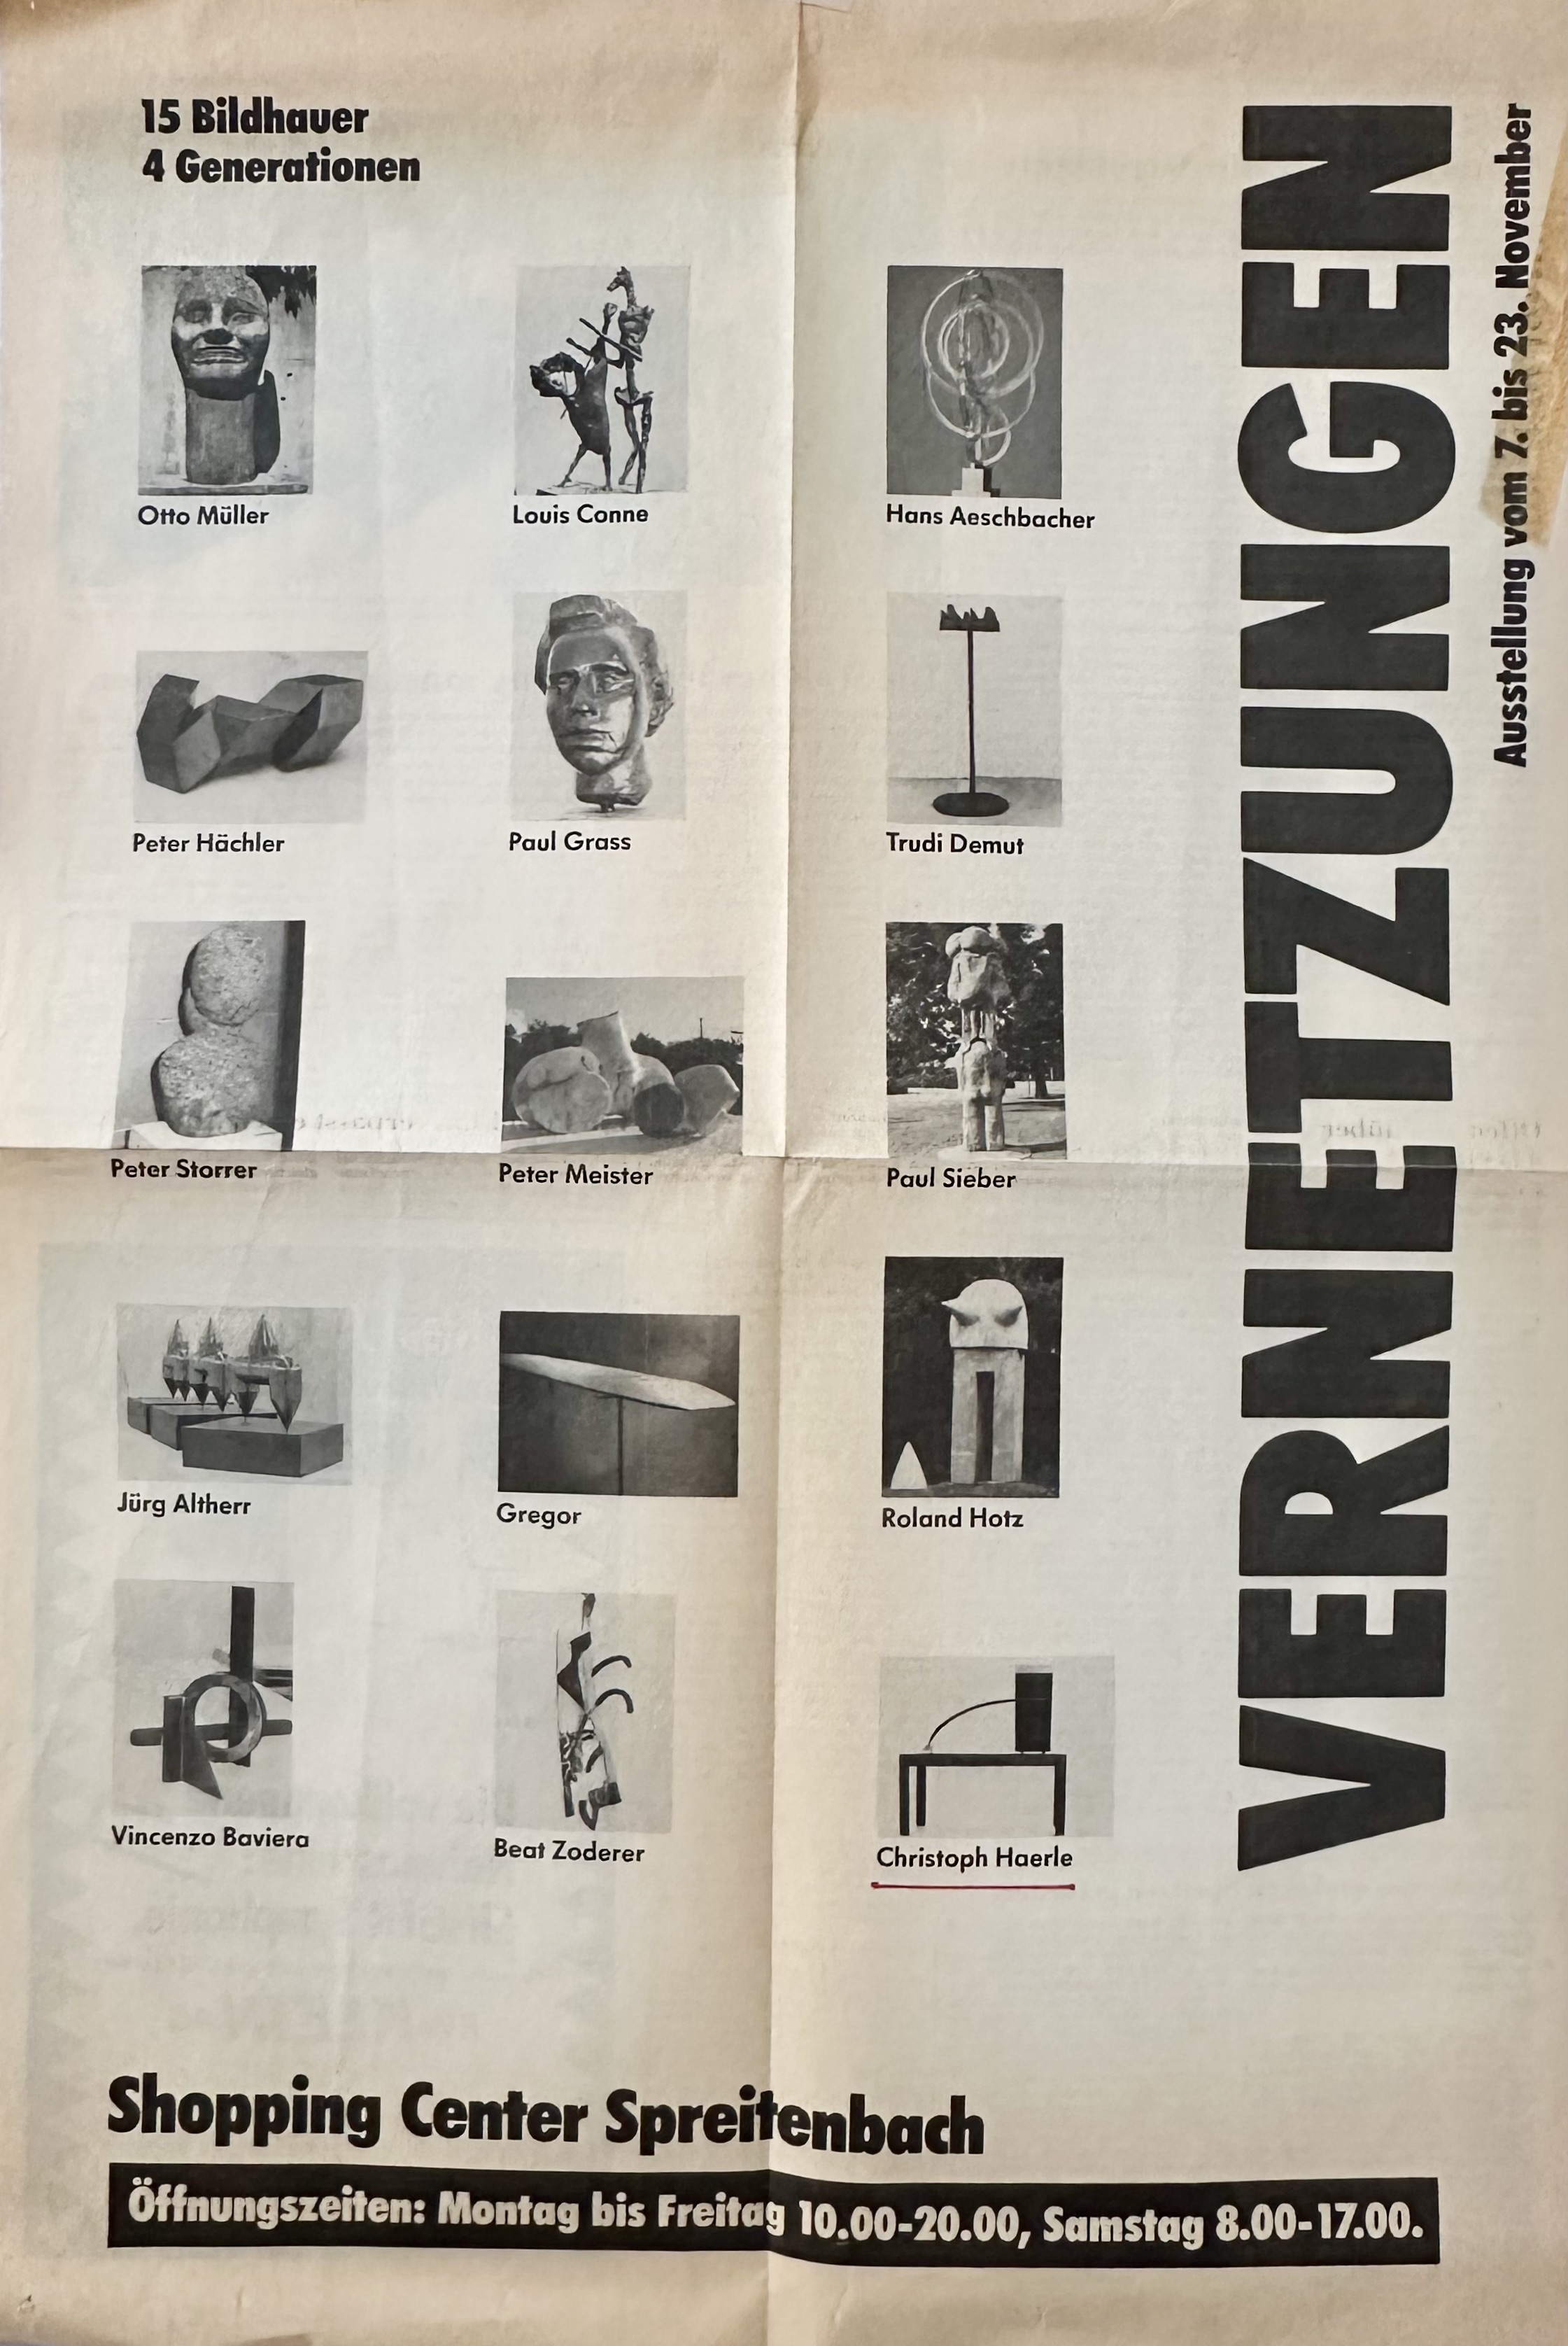 15 Bildhauer
4 Generationen
VERNETZUNGEN
Ausstellung vom 7. bis 23. November
Otto Müller
Louis Conne
Hans Aeschbacher
Peter Hächler
Paul Grass
Trudi Demut
Peter Storrer
Peter Meister
Paul Sieber
Jürg Altherr
Gregor
Roland Hotz
Vincenzo Baviera
Beat Zoderer
Christoph Haerle
Shopping Center Spreitenbach
Öffnungszeiten: Montag bis Freitag 10.00-20.00, Samstag 8.00-17.00.